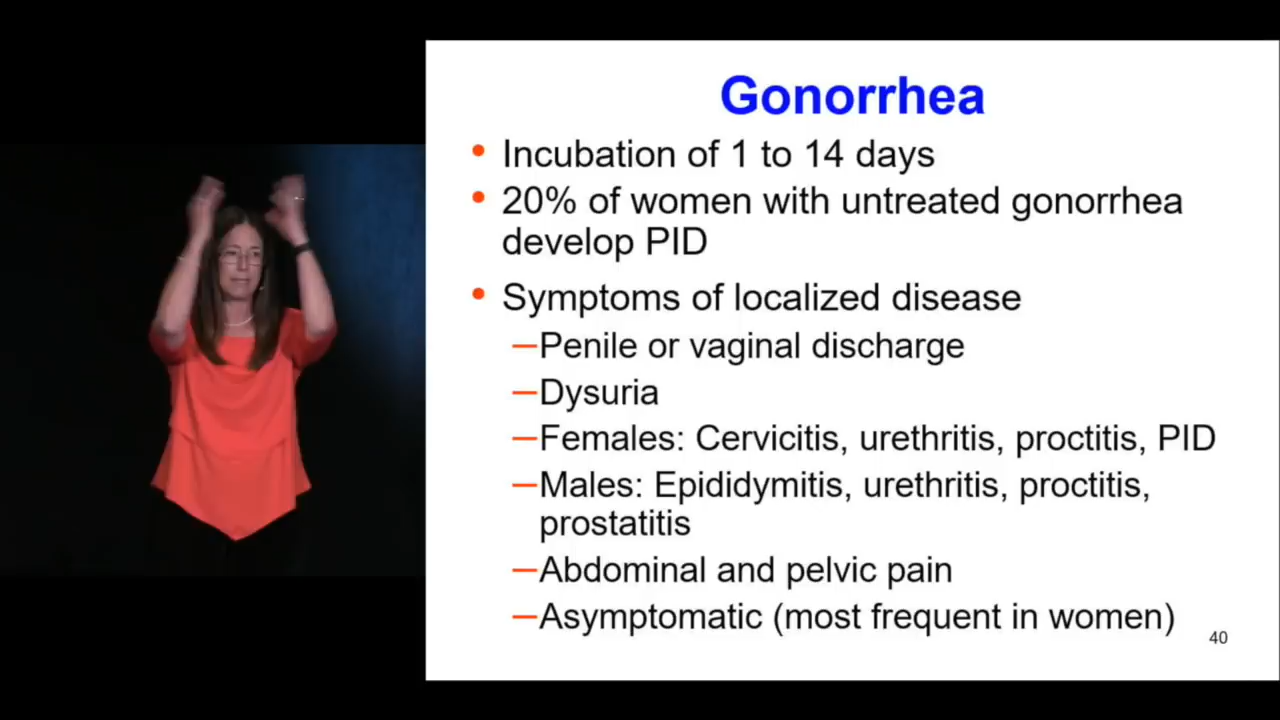 Gonorrhea
• Incubation of 1 to 14 days
• 20% of women with untreated gonorrhea
develop PID
• Symptoms of localized disease
–Penile or vaginal discharge
–Dysuria
–Females: Cervicitis, urethritis, proctitis, PID
–Males: Epididymitis, urethritis, proctitis,
prostatitis
–Abdominal and pelvic pain
–Asymptomatic (most frequent in women)
40